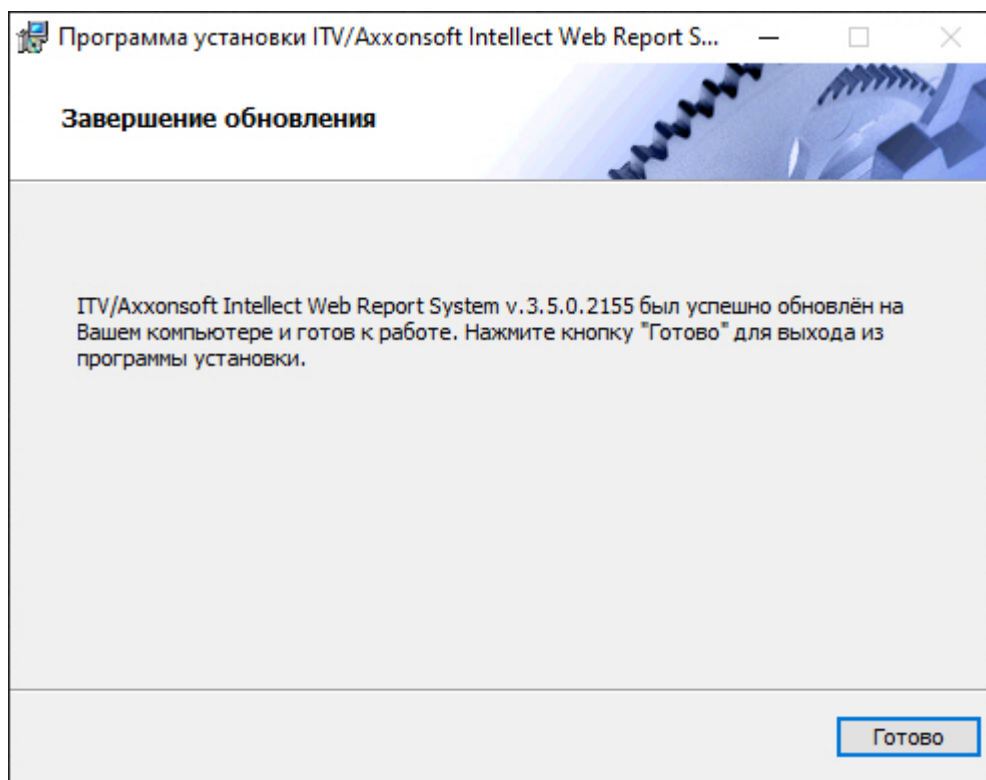 Программа установки ITV/Axxonsoft Intellect Web Report S...
Завершение обновления
ITV/Axxonsoft Intellect Web Report System v.3.5.0.2155 был успешно обновлён на
Вашем компьютере и готов к работе. Нажмите кнопку "Готово" для выхода из
программы установки.
Готово